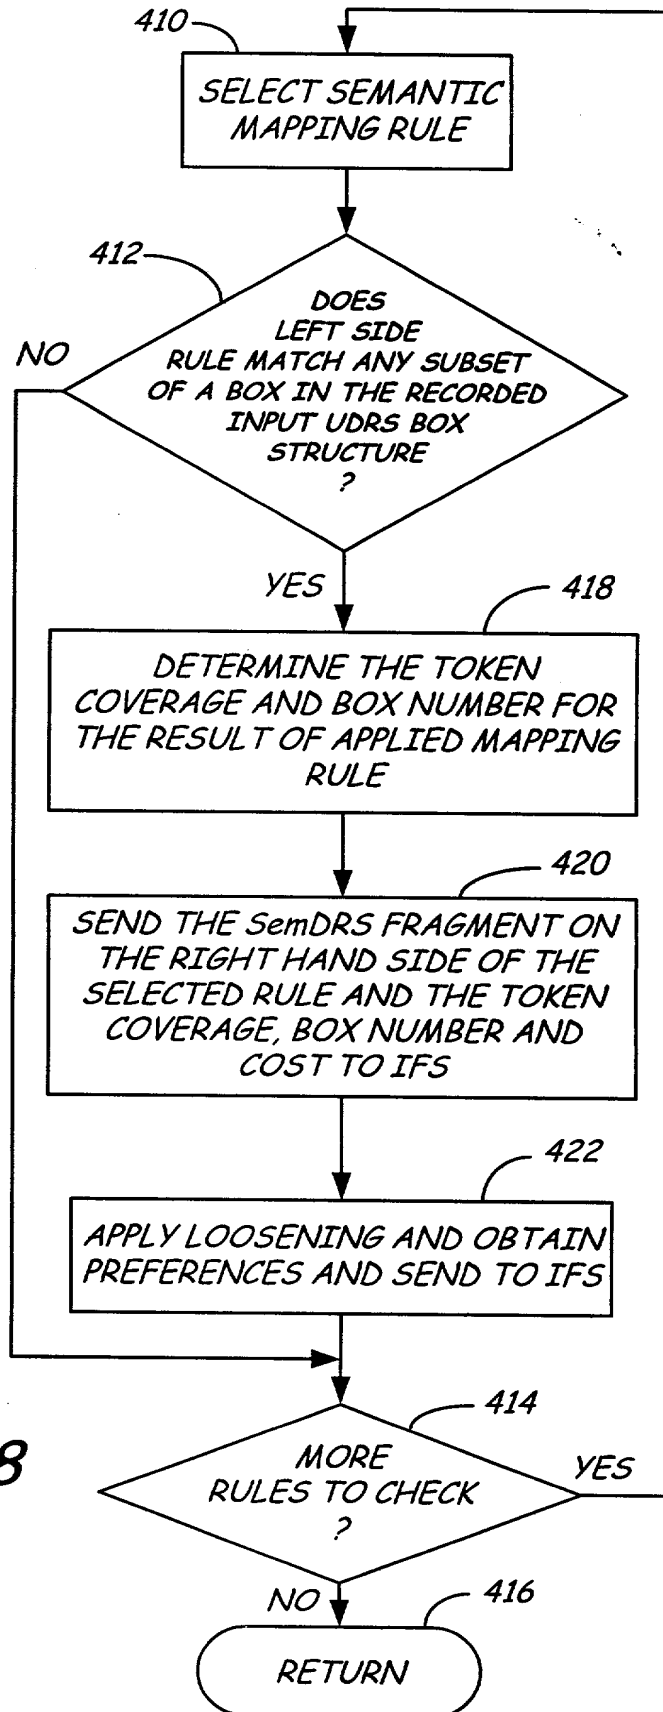 410
SELECT SEMANTIC
MAPPING RULE
412
DOES
LEFT SIDE
RULE MATCH ANY SUBSET
OF A BOX IN THE RECORDED
INPUT UDRS BOX
STRUCTURE
?
NO
YES
418
DETERMINE THE TOKEN
COVERAGE AND BOX NUMBER FOR
THE RESULT OF APPLIED MAPPING
RULE
420
SEND THE SemDRS FRAGMENT ON
THE RIGHT HAND SIDE OF THE
SELECTED RULE AND THE TOKEN
COVERAGE, BOX NUMBER AND
COST TO IFS
422
APPLY LOOSENING AND OBTAIN
PREFERENCES AND SEND TO IFS
414
MORE
RULES TO CHECK
?
YES
8
NO
416
RETURN